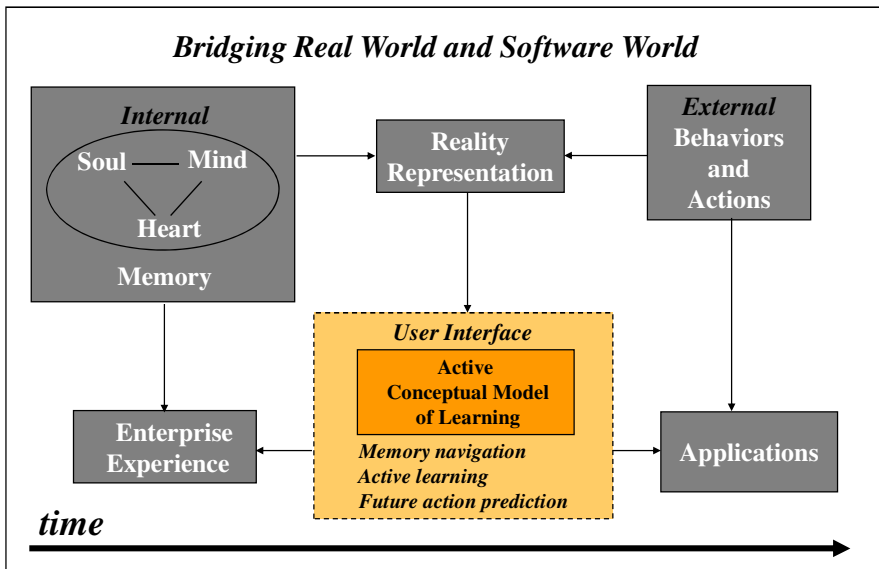 Bridging Real World and Software World
Internal
Soul
Mind
Heart
Memory
Reality
Representation
External
Behaviors
and
Actions
User Interface
Active
Conceptual Model
of Learning
Memory navigation
Active learning
Future action prediction
Enterprise
Experience
Applications
time